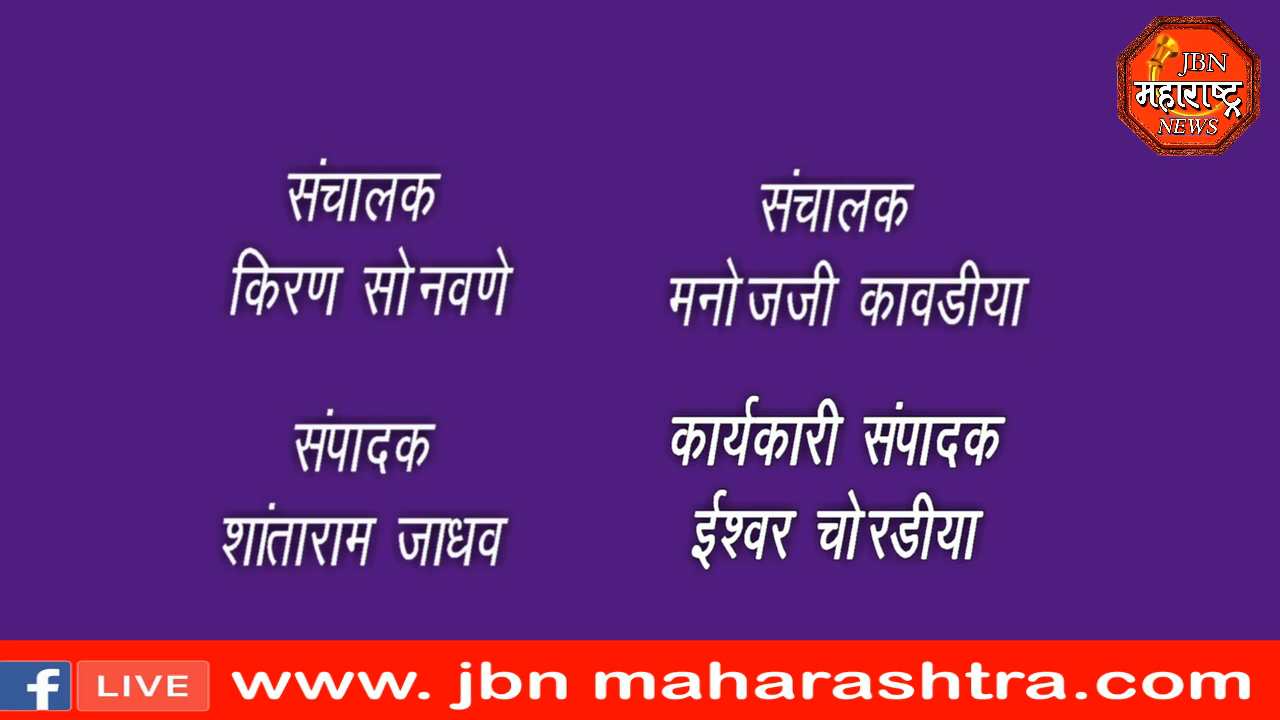 JBN
महाराष्ट्र
NEWS
संचालक
किरण सोनवणे
संचालक
मनोजजी कावडीया
संपादक
शांताराम जाधव
कार्यकारी संपादक
ईश्वर चोरडीया
f LIVE www. jbn maharashtra.com